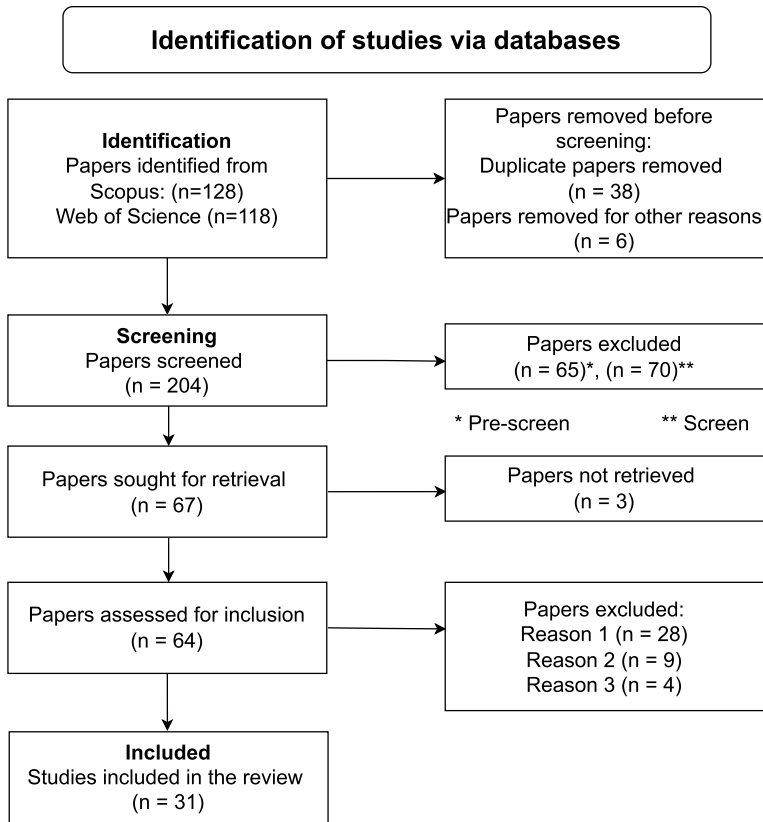 Identification of studies via databases
Identification
Papers identified from
Scopus: (n=128)
Web of Science (n=118)
Papers removed before
screening:
Duplicate papers removed
(n = 38)
Papers removed for other reasons
(n = 6)
Screening
Papers screened
(n = 204)
Papers excluded
(n = 65)*, (n = 70)**
* Pre-screen
** Screen
Papers sought for retrieval
(n = 67)
Papers not retrieved
(n = 3)
Papers assessed for inclusion
(n = 64)
Papers excluded:
Reason 1 (n = 28)
Reason 2 (n = 9)
Reason 3 (n = 4)
Included
Studies included in the review
(n = 31)